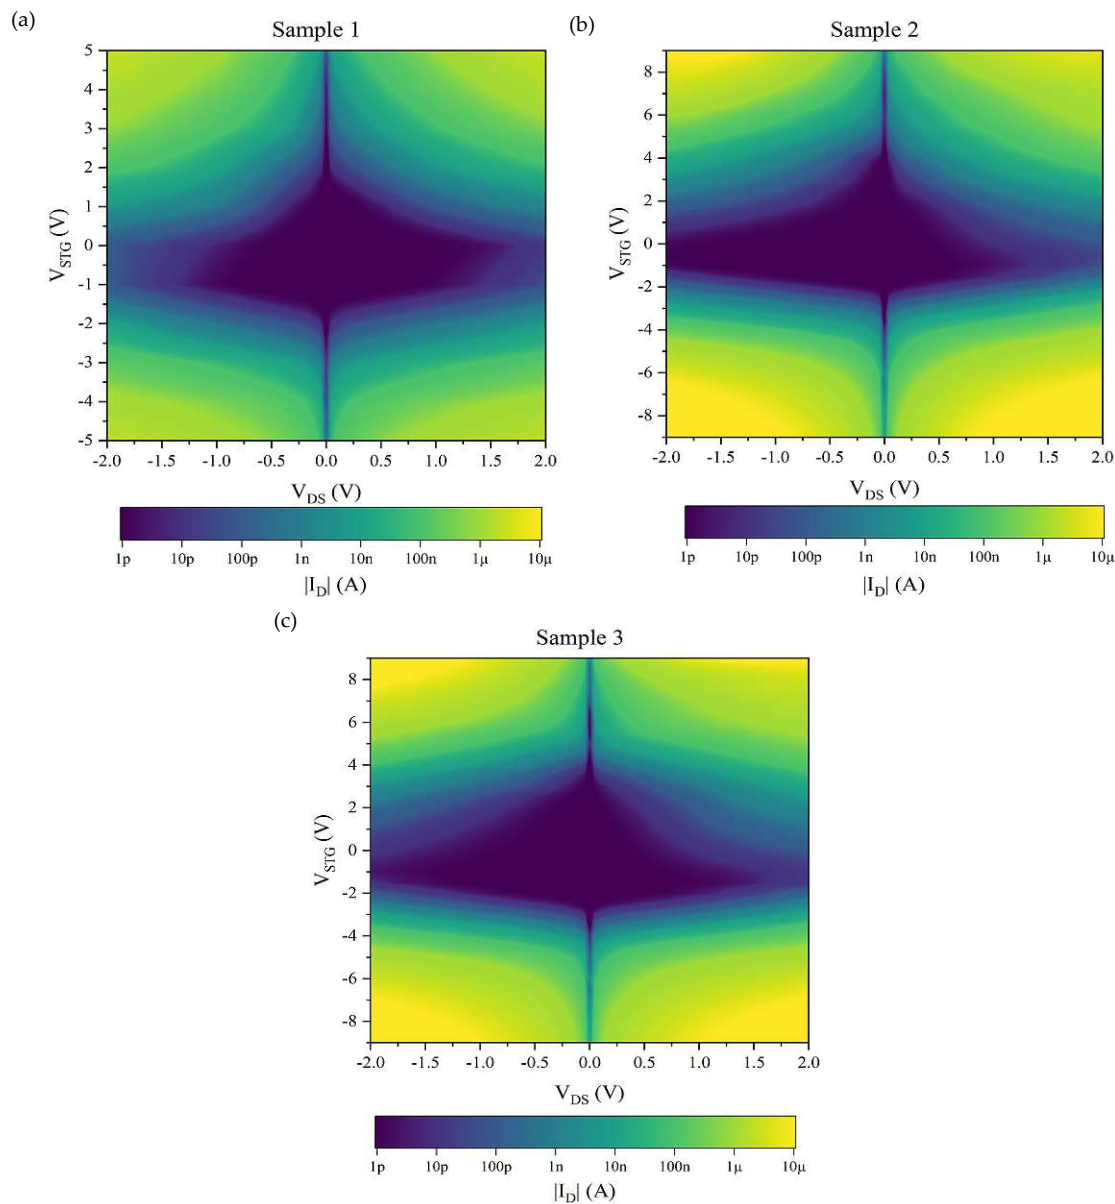 (a)
Sample 1
V_STG (V)
5
4
3
2
1
0
-1
-2
-3
-4
-5
-2.0 -1.5 -1.0 -0.5 0.0 0.5 1.0 1.5 2.0
V_DS (V)
1p 10p 100p 1n 10n 100n 1µ 10µ
|I_D| (A)
(b)
Sample 2
V_STG (V)
8
6
4
2
0
-2
-4
-6
-8
-2.0 -1.5 -1.0 -0.5 0.0 0.5 1.0 1.5 2.0
V_DS (V)
1p 10p 100p 1n 10n 100n 1µ 10µ
|I_D| (A)
(c)
Sample 3
V_STG (V)
8
6
4
2
0
-2
-4
-6
-8
-2.0 -1.5 -1.0 -0.5 0.0 0.5 1.0 1.5 2.0
V_DS (V)
1p 10p 100p 1n 10n 100n 1µ 10µ
|I_D| (A)